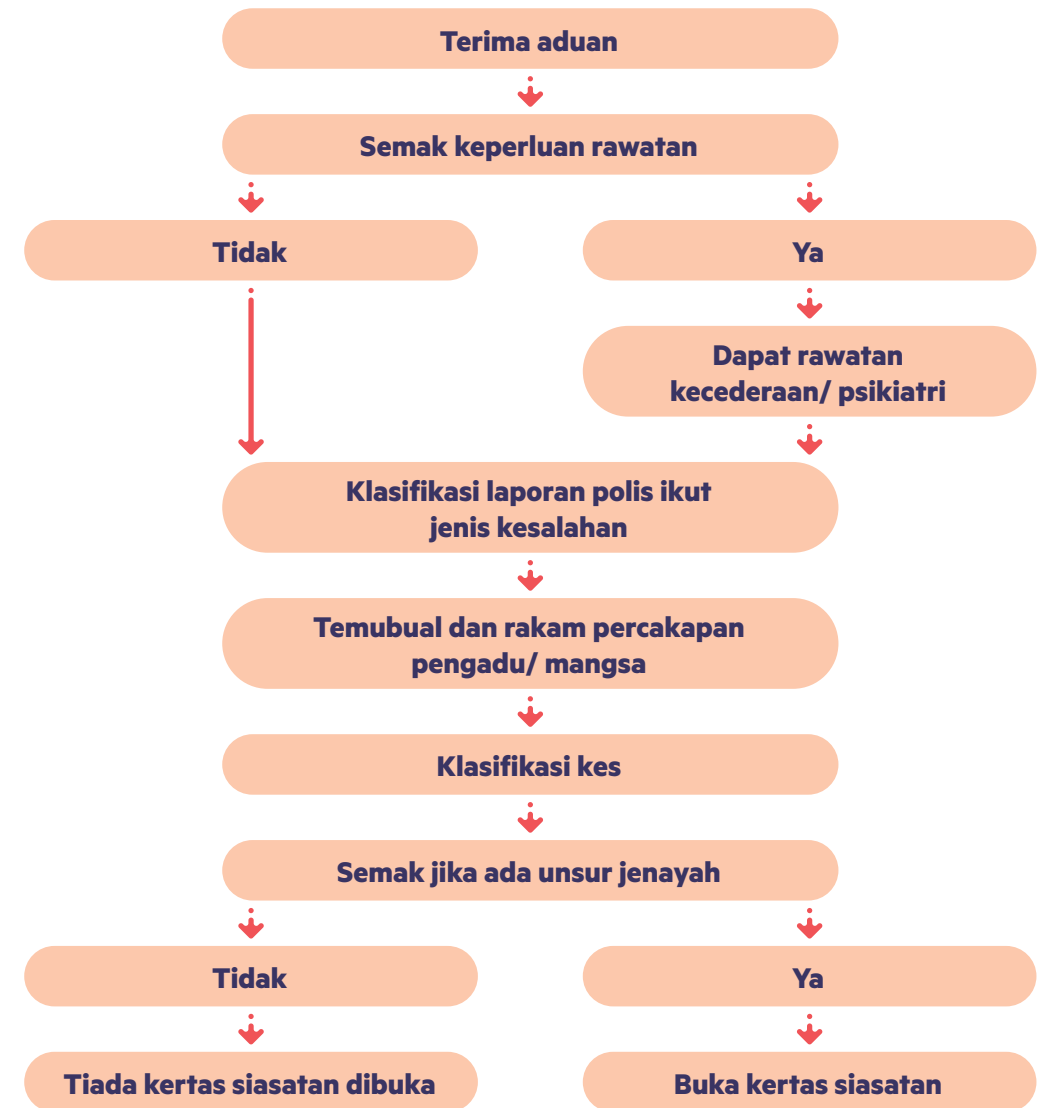 Terima aduan
Semak keperluan rawatan
Tidak
Ya
Dapat rawatan
kecederaan/ psikiatri
Klasifikasi laporan polis ikut
jenis kesalahan
Temubual dan rakam percakapan
pengadu/ mangsa
Klasifikasi kes
Semak jika ada unsur jenayah
Tidak
Ya
Tiada kertas siasatan dibuka
Buka kertas siasatan